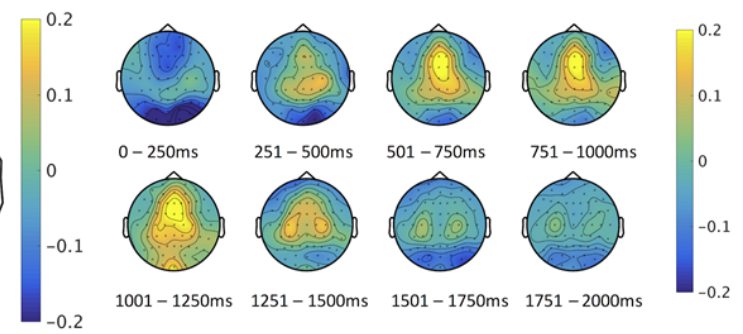 0.2
0.1
0
−0.1
−0.2
0 – 250ms
251 – 500ms
501 – 750ms
751 – 1000ms
1001 – 1250ms
1251 – 1500ms
1501 – 1750ms
1751 – 2000ms
0.2
0.1
0
−0.1
−0.2